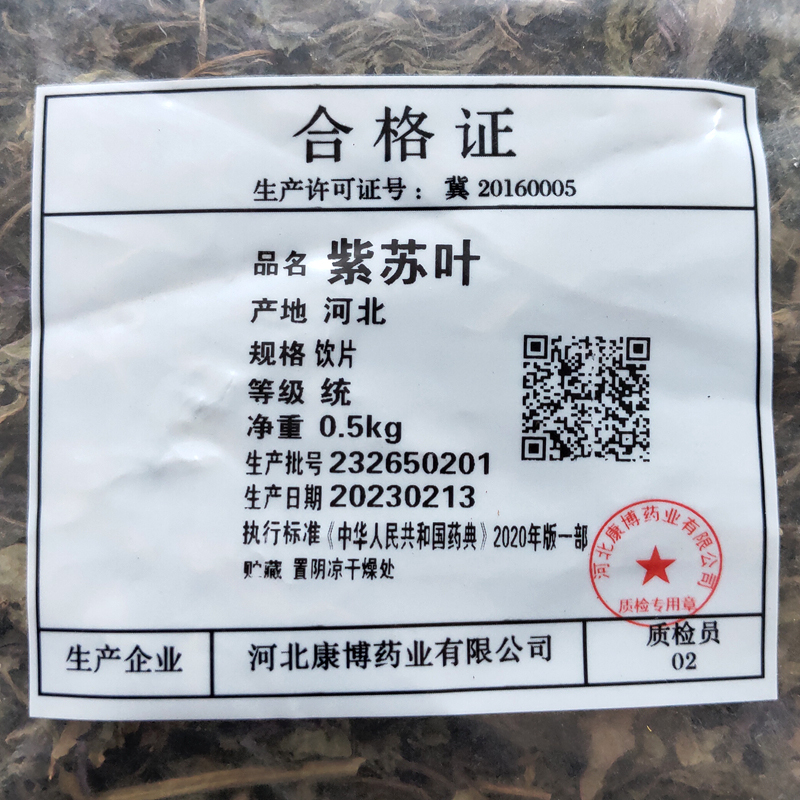 合格证
生产许可证号：冀 20160005
品名 紫苏叶
产地 河北
规格 饮片
等级 统
净重 0.5kg
生产批号 232650201
生产日期 20230213
执行标准《中华人民共和国药典》2020年版一部
贮藏 置阴凉干燥处
河北康博药业有限公司
质检专用章
生产企业 河北康博药业有限公司 质检员
02